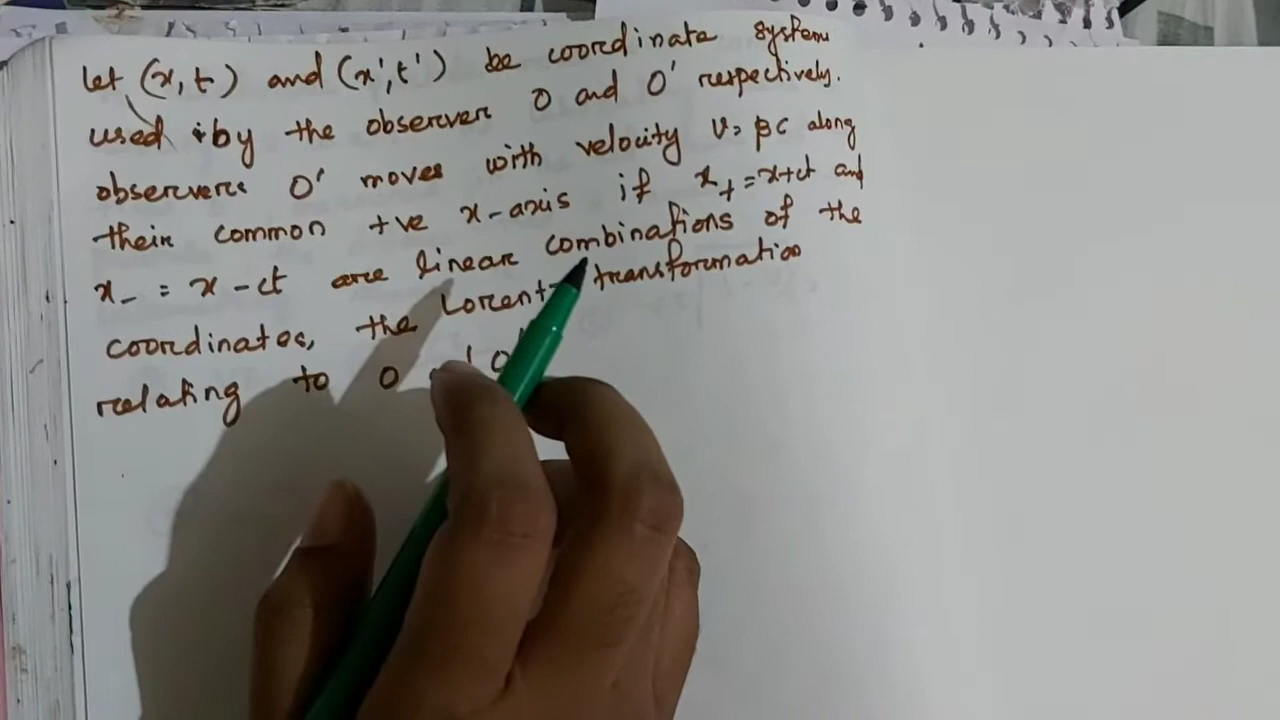 let (x, t) and (x', t') be coordinate system
used by the observer O and O' respectively.
observers O' moves with velocity v = βc along
their common +ve x-axis if x₊ = x+ct and
x₋ = x - ct are linear combinations of the
coordinates, the Lorentz transformation
relating to O O'